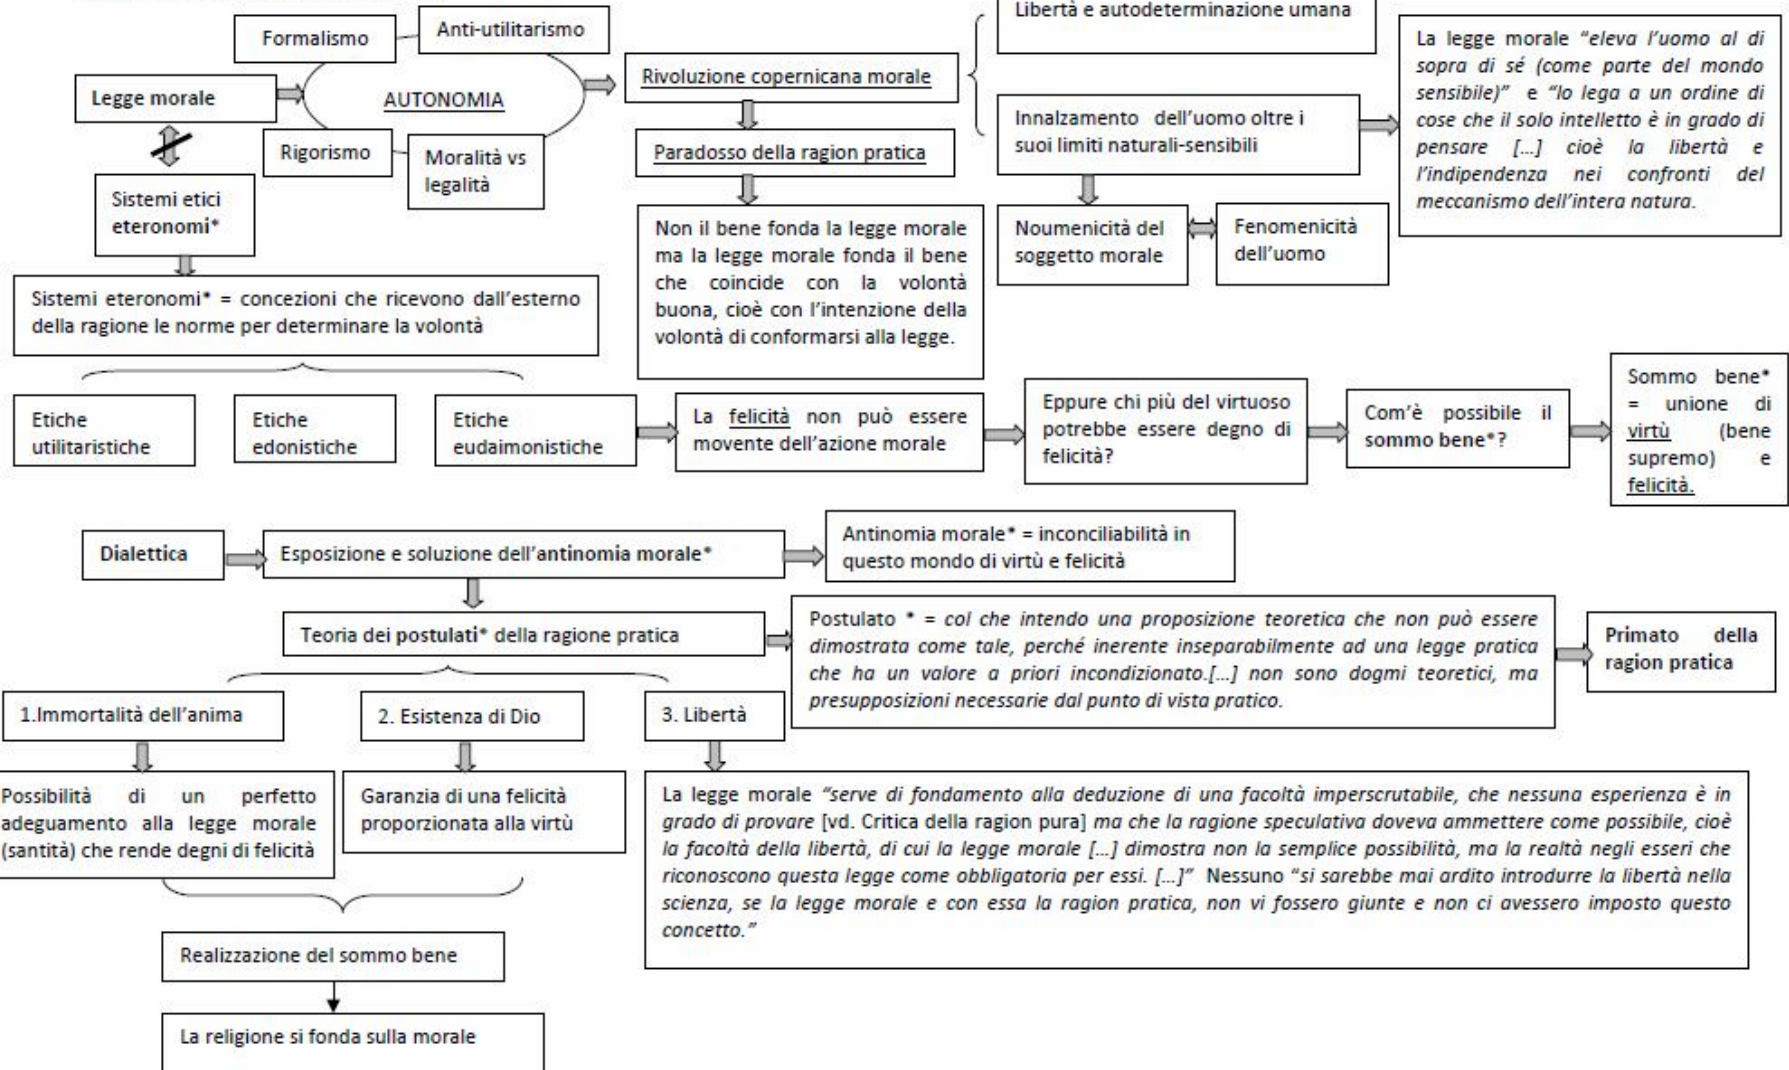 Libertà e autodeterminazione umana
Formalismo
Anti-utilitarismo
Legge morale
AUTONOMIA
Rivoluzione copernicana morale
La legge morale “eleva l’uomo al di
sopra di sé (come parte del mondo
sensibile)” e “lo lega a un ordine di
cose che il solo intelletto è in grado di
pensare […] cioè la libertà e
l’indipendenza nei confronti del
meccanismo dell’intera natura.
Innalzamento dell’uomo oltre i
suoi limiti naturali-sensibili
Rigorismo
Moralità vs
legalità
Paradosso della ragion pratica
Sistemi etici
eteronomi*
Non il bene fonda la legge morale
ma la legge morale fonda il bene
che coincide con la volontà
buona, cioè con l’intenzione della
volontà di conformarsi alla legge.
Noumenicità del
soggetto morale
Fenomenicità
dell’uomo
Sistemi eteronomi* = concezioni che ricevono dall’esterno
della ragione le norme per determinare la volontà
Etiche
utilitaristiche
Etiche
edonistiche
Etiche
eudaimonistiche
La felicità non può essere
movente dell’azione morale
Eppure chi più del virtuoso
potrebbe essere degno di
felicità?
Com’è possibile il
sommo bene*?
Sommo bene*
= unione di
virtù (bene
supremo) e
felicità.
Dialettica
Esposizione e soluzione dell’antinomia morale*
Antinomia morale* = inconciliabilità in
questo mondo di virtù e felicità
Teoria dei postulati* della ragione pratica
Postulato * = col che intendo una proposizione teoretica che non può essere
dimostrata come tale, perché inerente inseparabilmente ad una legge pratica
che ha un valore a priori incondizionato.[…] non sono dogmi teoretici, ma
presupposizioni necessarie dal punto di vista pratico.
Primato della
ragion pratica
1.Immortalità dell’anima
2. Esistenza di Dio
3. Libertà
Possibilità di un perfetto
adeguamento alla legge morale
(santità) che rende degni di felicità
Garanzia di una felicità
proporzionata alla virtù
La legge morale “serve di fondamento alla deduzione di una facoltà imperscrutabile, che nessuna esperienza è in
grado di provare [vd. Critica della ragion pura] ma che la ragione speculativa doveva ammettere come possibile, cioè
la facoltà della libertà, di cui la legge morale […] dimostra non la semplice possibilità, ma la realtà negli esseri che
riconoscono questa legge come obbligatoria per essi. […]” Nessuno “si sarebbe mai ardito introdurre la libertà nella
scienza, se la legge morale e con essa la ragion pratica, non vi fossero giunte e non ci avessero imposto questo
concetto.”
Realizzazione del sommo bene
La religione si fonda sulla morale